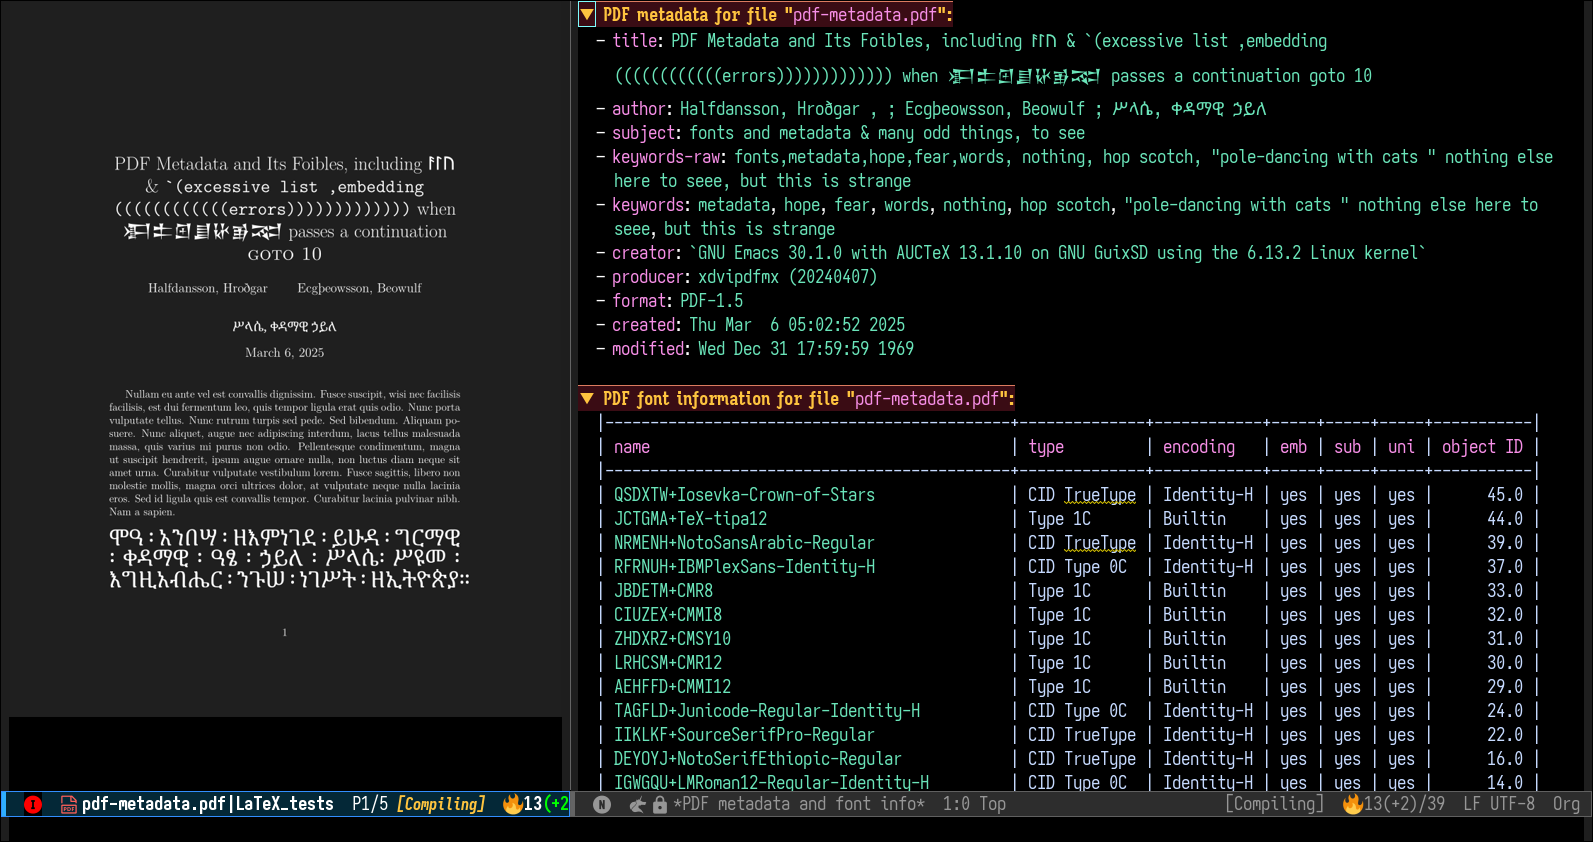 PDF Metadata and Its Foibles, including ᚩᛚᚢ
& `(excessive list ,embedding
((((((((((((errors))))))))))))) when
passes a continuation
GOTO 10
Halfdansson, Hroðgar Ecgþeowsson, Beowulf
ሥላሴ, ቀዳማዊ ኃይለ
March 6, 2025
Nullam eu ante vel est convallis dignissim. Fusce suscipit, wisi nec facilisis
facilisis, est dui fermentum leo, quis tempor ligula erat quis odio. Nunc porta
vulputate tellus. Nunc rutrum turpis sed pede. Sed bibendum. Aliquam po-
suere. Nunc aliquet, augue nec adipiscing interdum, lacus tellus malesuada
massa, quis varius mi purus non odio. Pellentesque condimentum, magna
ut suscipit hendrerit, ipsum augue ornare nulla, non luctus diam neque sit
amet urna. Curabitur vulputate vestibulum lorem. Fusce sagittis, libero non
molestie mollis, magna orci ultrices dolor, at vulputate neque nulla lacinia
eros. Sed id ligula quis est convallis tempor. Curabitur lacinia pulvinar nibh.
Nam a sapien.
ሞዓ ፡ አንበሣ ፡ ዘእምነገደ ፡ ይሁዳ ፡ ግርማዊ
፡ ቀዳማዊ ፡ ዓፄ ፡ ኃይለ ፡ ሥላሴ፡ ሥዩመ ፡
እግዚአብሔር ፡ ንጉሠ ፡ ነገሥት ፡ ዘኢትዮጵያ።
1
pdf-metadata.pdf|LaTeX_tests P1/5 [Compiling] 13(+2
PDF metadata for file "pdf-metadata.pdf":
– title: PDF Metadata and Its Foibles, including & `(excessive list ,embedding
((((((((((((errors))))))))))))) when passes a continuation goto 10
– author: Halfdansson, Hroðgar , ; Ecgþeowsson, Beowulf ; ሥላሴ, ቀዳማዊ ኃይለ
– subject: fonts and metadata & many odd things, to see
– keywords-raw: fonts,metadata,hope,fear,words, nothing, hop scotch, "pole-dancing with cats " nothing else
here to seee, but this is strange
– keywords: metadata, hope, fear, words, nothing, hop scotch, "pole-dancing with cats " nothing else here to
seee, but this is strange
– creator: `GNU Emacs 30.1.0 with AUCTeX 13.1.10 on GNU GuixSD using the 6.13.2 Linux kernel`
– producer: xdvipdfmx (20240407)
– format: PDF-1.5
– created: Thu Mar  6 05:02:52 2025
– modified: Wed Dec 31 17:59:59 1969
PDF font information for file "pdf-metadata.pdf":
| name | type | encoding | emb | sub | uni | object ID |
| QSDXTW+Iosevka-Crown-of-Stars | CID TrueType | Identity-H | yes | yes | yes | 45.0 |
| JCTGMA+TeX-tipa12 | Type 1C | Builtin | yes | yes | yes | 44.0 |
| NRMENH+NotoSansArabic-Regular | CID TrueType | Identity-H | yes | yes | yes | 39.0 |
| RFRNUH+IBMPlexSans-Identity-H | CID Type 0C | Identity-H | yes | yes | yes | 37.0 |
| JBDETM+CMR8 | Type 1C | Builtin | yes | yes | yes | 33.0 |
| CIUZEX+CMMI8 | Type 1C | Builtin | yes | yes | yes | 32.0 |
| ZHDXRZ+CMSY10 | Type 1C | Builtin | yes | yes | yes | 31.0 |
| LRHCSM+CMR12 | Type 1C | Builtin | yes | yes | yes | 30.0 |
| AEHFFD+CMMI12 | Type 1C | Builtin | yes | yes | yes | 29.0 |
| TAGFLD+Junicode-Regular-Identity-H | CID Type 0C | Identity-H | yes | yes | yes | 24.0 |
| IIKLKF+SourceSerifPro-Regular | CID TrueType | Identity-H | yes | yes | yes | 22.0 |
| DEYOYJ+NotoSerifEthiopic-Regular | CID TrueType | Identity-H | yes | yes | yes | 16.0 |
| IGWGQU+LMRoman12-Regular-Identity-H | CID Type 0C | Identity-H | yes | yes | yes | 14.0 |
N *PDF metadata and font info* 1:0 Top [Compiling] 13(+2)/39 LF UTF-8 Org